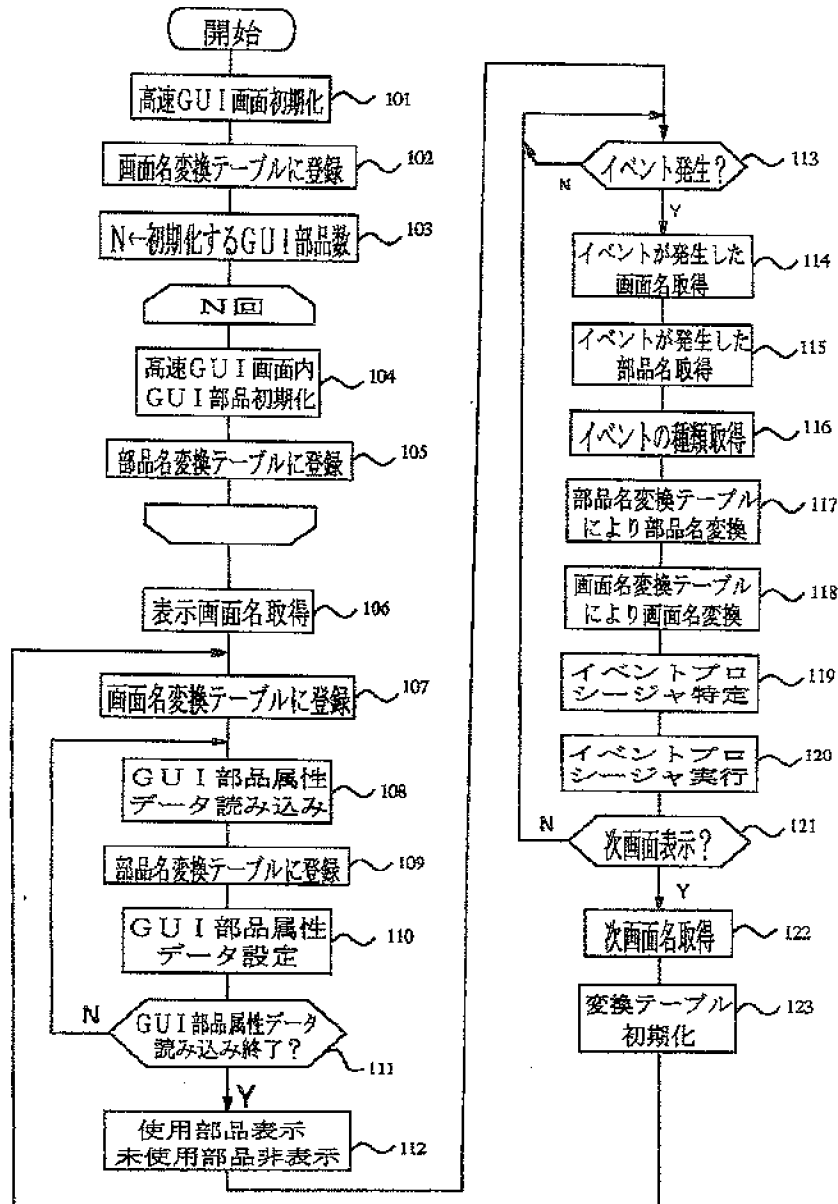 開始
高速GUI画面初期化
101
画面名変換テーブルに登録
102
N←初期化するGUI部品数
103
N回
高速GUI画面内
GUI部品初期化
104
部品名変換テーブルに登録
105
表示画面名取得
106
画面名変換テーブルに登録
107
GUI部品属性
データ読み込み
108
部品名変換テーブルに登録
109
GUI部品属性
データ設定
110
N
GUI部品属性データ
読み込み終了?
111
Y
使用部品表示
未使用部品非表示
112
イベント発生?
113
N
Y
イベントが発生した
画面名取得
114
イベントが発生した
部品名取得
115
イベントの種類取得
116
部品名変換テーブル
により部品名変換
117
画面名変換テーブル
により画面名変換
118
イベントプロ
シージャ特定
119
イベントプロ
シージャ実行
120
N
次画面表示?
121
Y
次画面名取得
122
変換テーブル
初期化
123